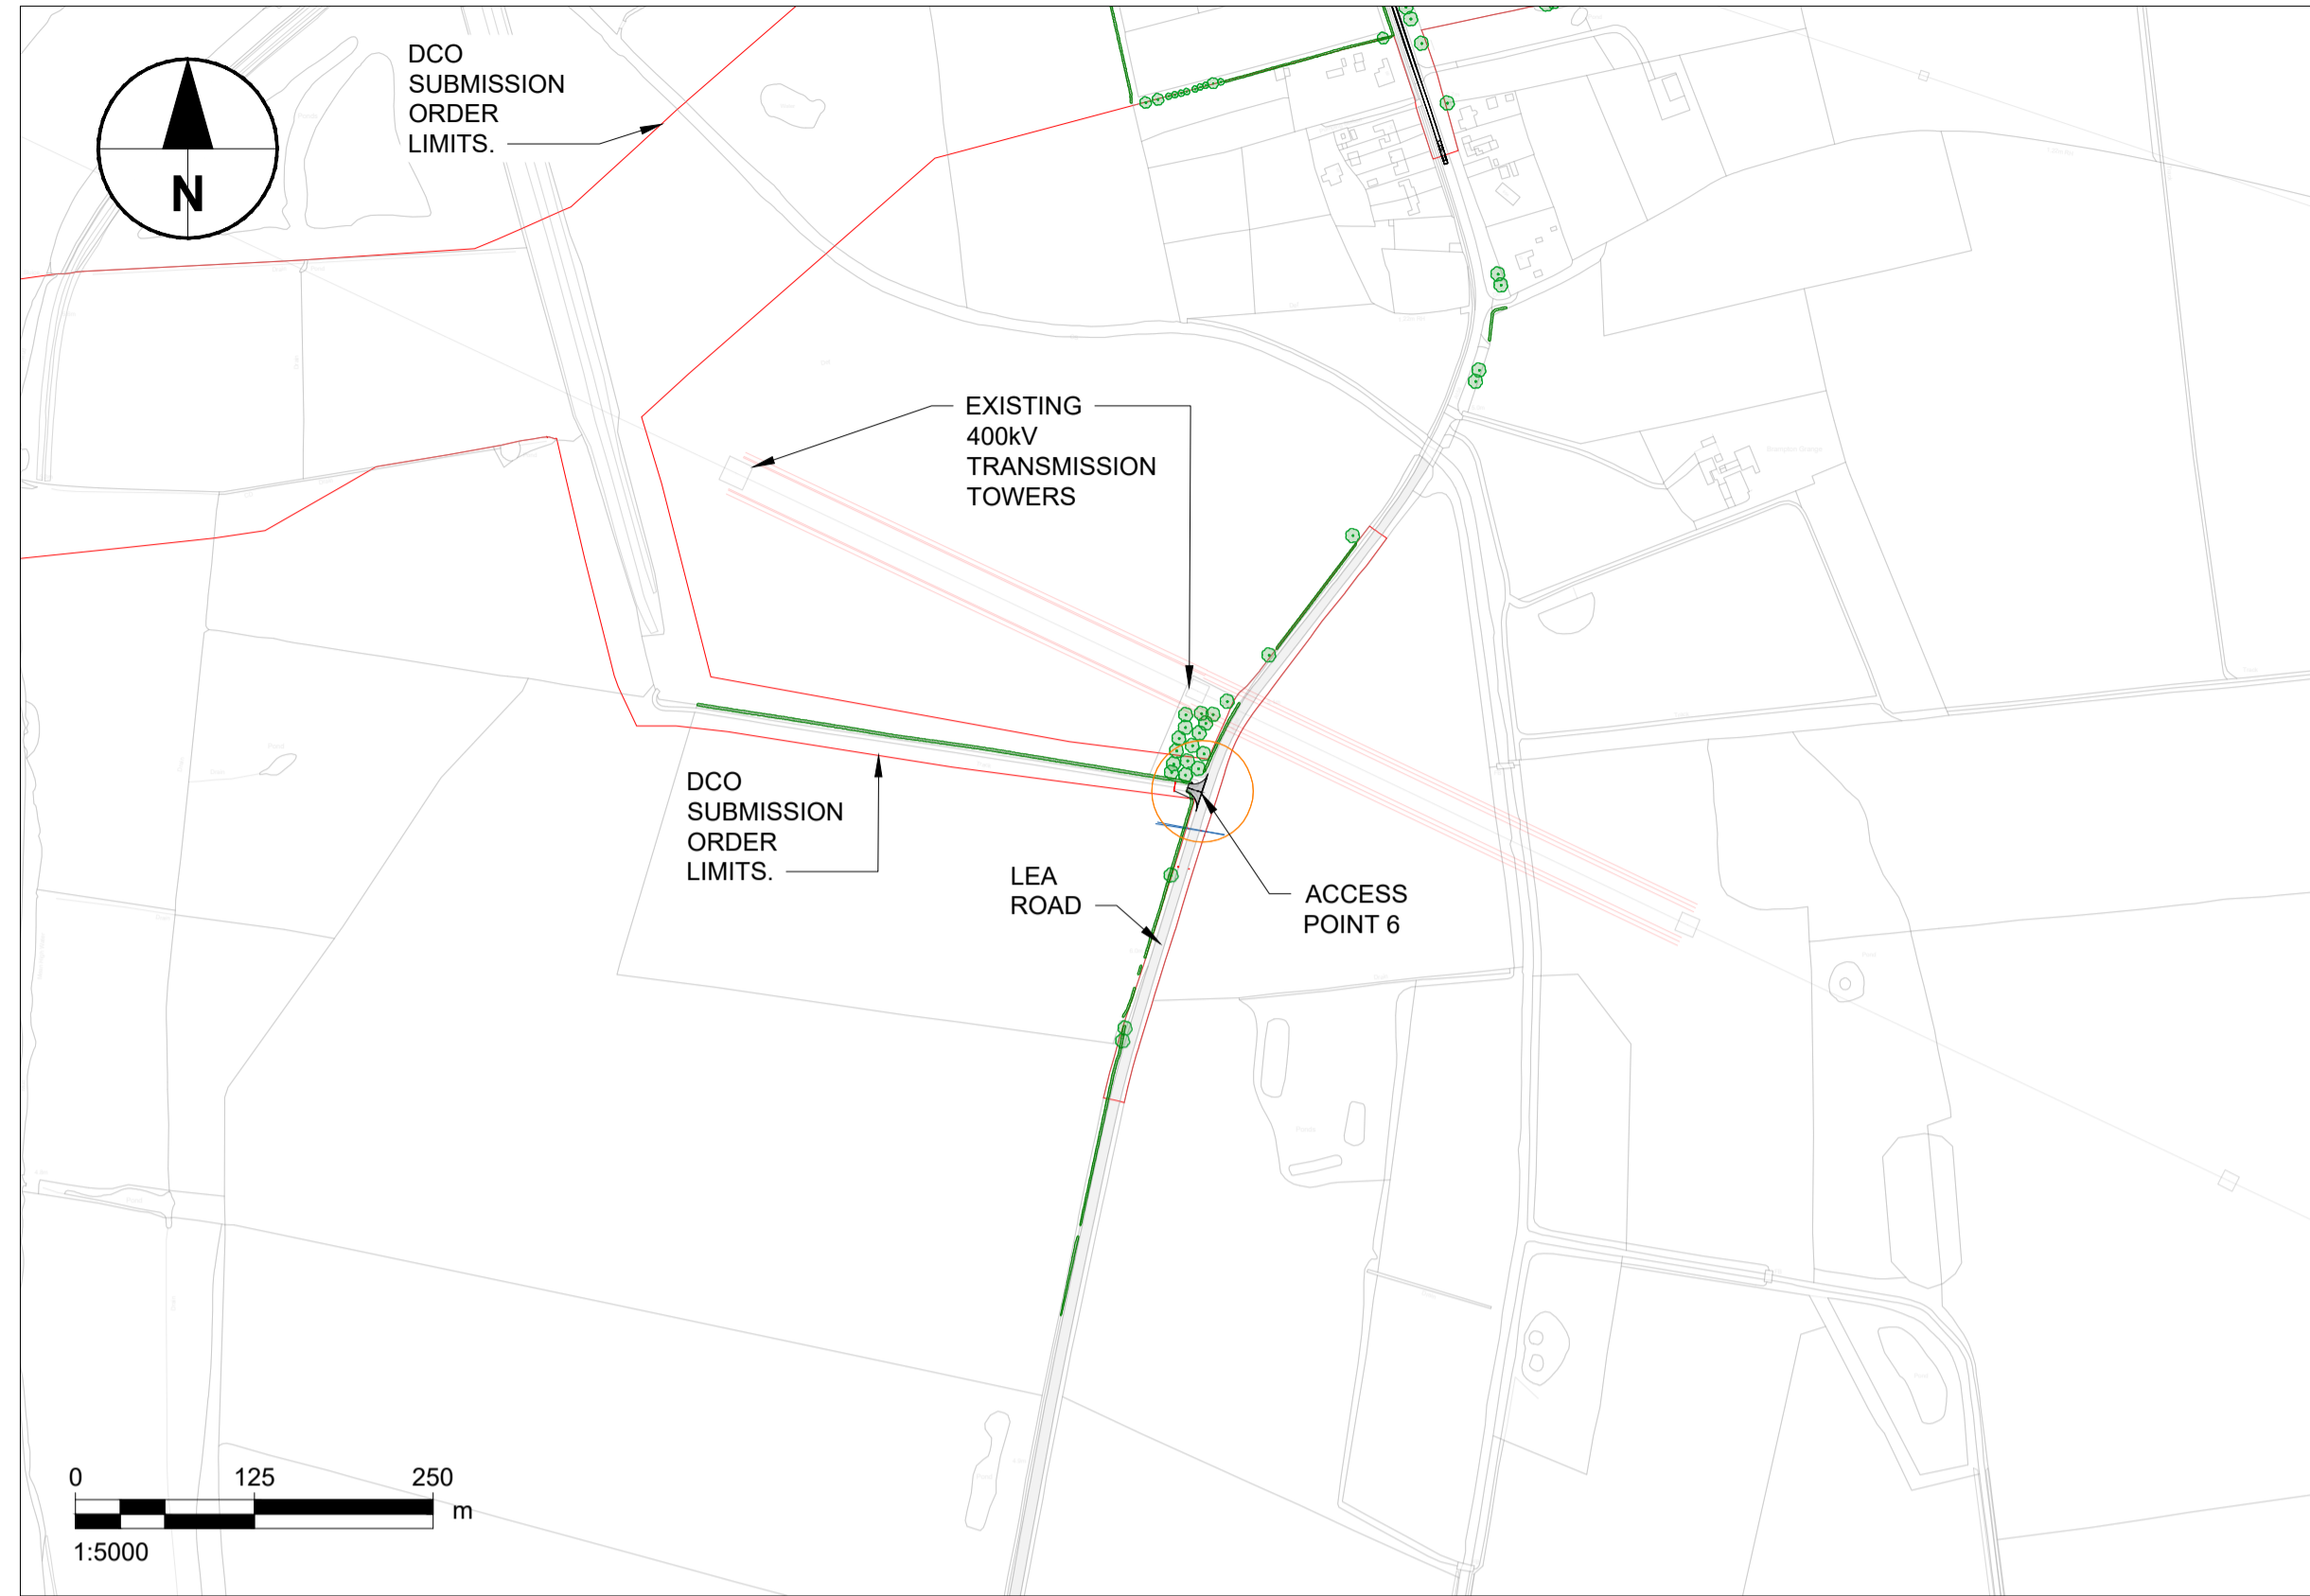 DCO
SUBMISSION
ORDER
LIMITS.
N
EXISTING
400kV
TRANSMISSION
TOWERS
DCO
SUBMISSION
ORDER
LIMITS.
LEA
ROAD
ACCESS
POINT 6
0 125 250
m
1:5000